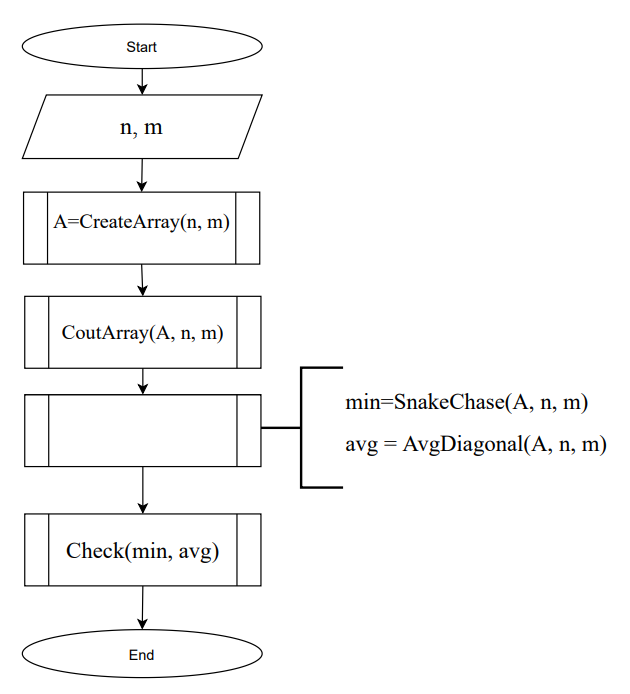 Start
n, m
A=CreateArray(n, m)
CoutArray(A, n, m)
min=SnakeChase(A, n, m)
avg = AvgDiagonal(A, n, m)
Check(min, avg)
End